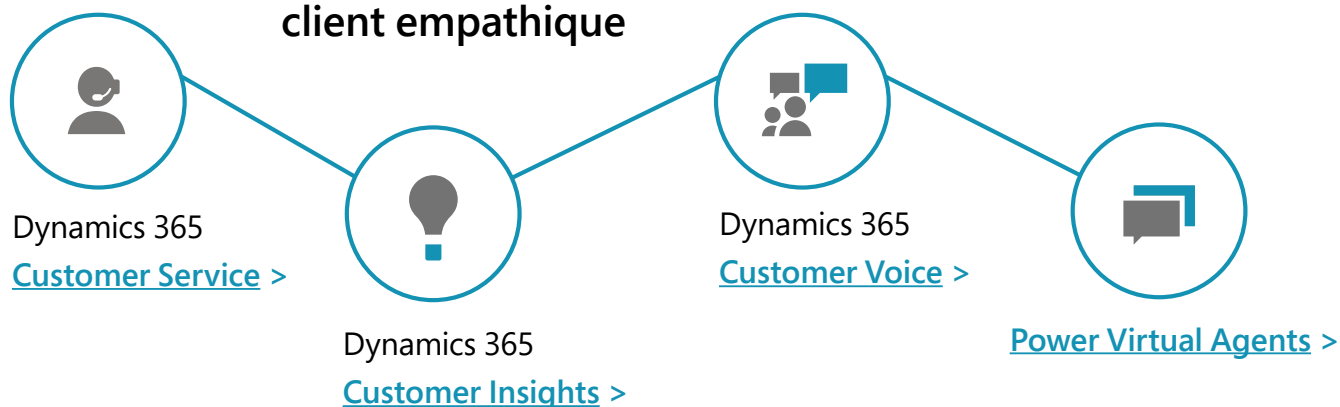 client empathique
Dynamics 365
Customer Service >
Dynamics 365
Customer Insights >
Dynamics 365
Customer Voice >
Power Virtual Agents >